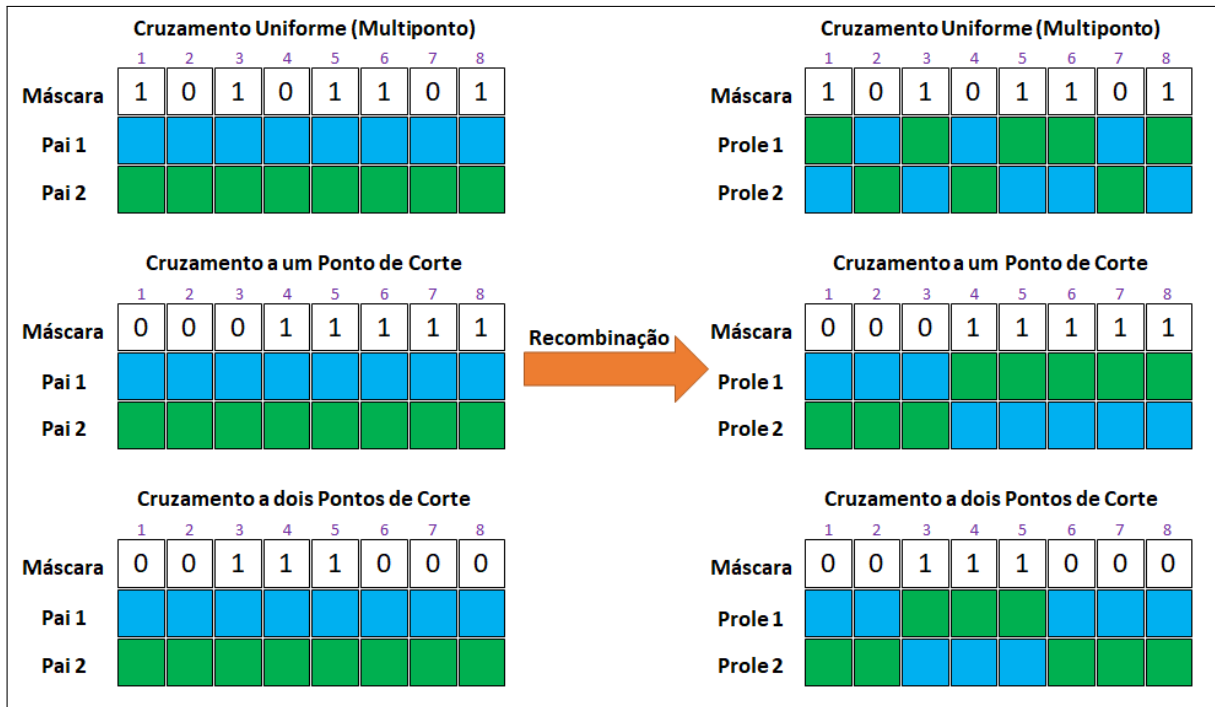 Cruzamento Uniforme (Multiponto)
1 2 3 4 5 6 7 8
Máscara 1 0 1 0 1 1 0 1
Pai 1
Pai 2
Cruzamento a um Ponto de Corte
1 2 3 4 5 6 7 8
Máscara 0 0 0 1 1 1 1 1
Pai 1
Pai 2
Cruzamento a dois Pontos de Corte
1 2 3 4 5 6 7 8
Máscara 0 0 1 1 1 0 0 0
Pai 1
Pai 2
Recombinação
Cruzamento Uniforme (Multiponto)
1 2 3 4 5 6 7 8
Máscara 1 0 1 0 1 1 0 1
Prole 1
Prole 2
Cruzamento a um Ponto de Corte
1 2 3 4 5 6 7 8
Máscara 0 0 0 1 1 1 1 1
Prole 1
Prole 2
Cruzamento a dois Pontos de Corte
1 2 3 4 5 6 7 8
Máscara 0 0 1 1 1 0 0 0
Prole 1
Prole 2